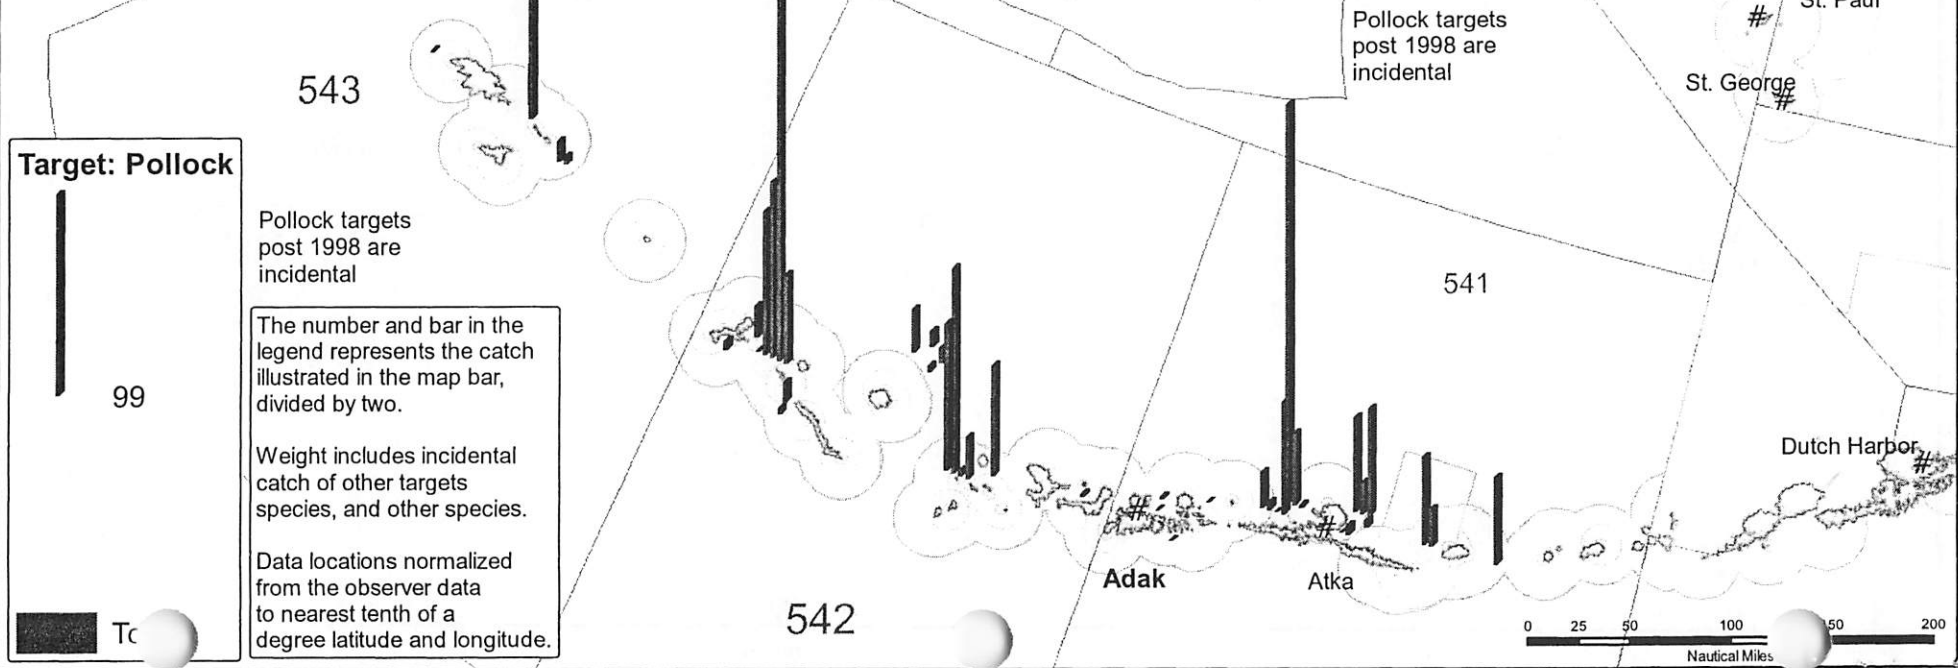 543
Target: Pollock
99
Pollock targets
post 1998 are
incidental
The number and bar in the
legend represents the catch
illustrated in the map bar,
divided by two.
Weight includes incidental
catch of other targets
species, and other species.
Data locations normalized
from the observer data
to nearest tenth of a
degree latitude and longitude.
542
Pollock targets
post 1998 are
incidental
St. Paul
St. George
541
Dutch Harbor
Adak
Atka
0 25 50 100 200
Nautical Miles